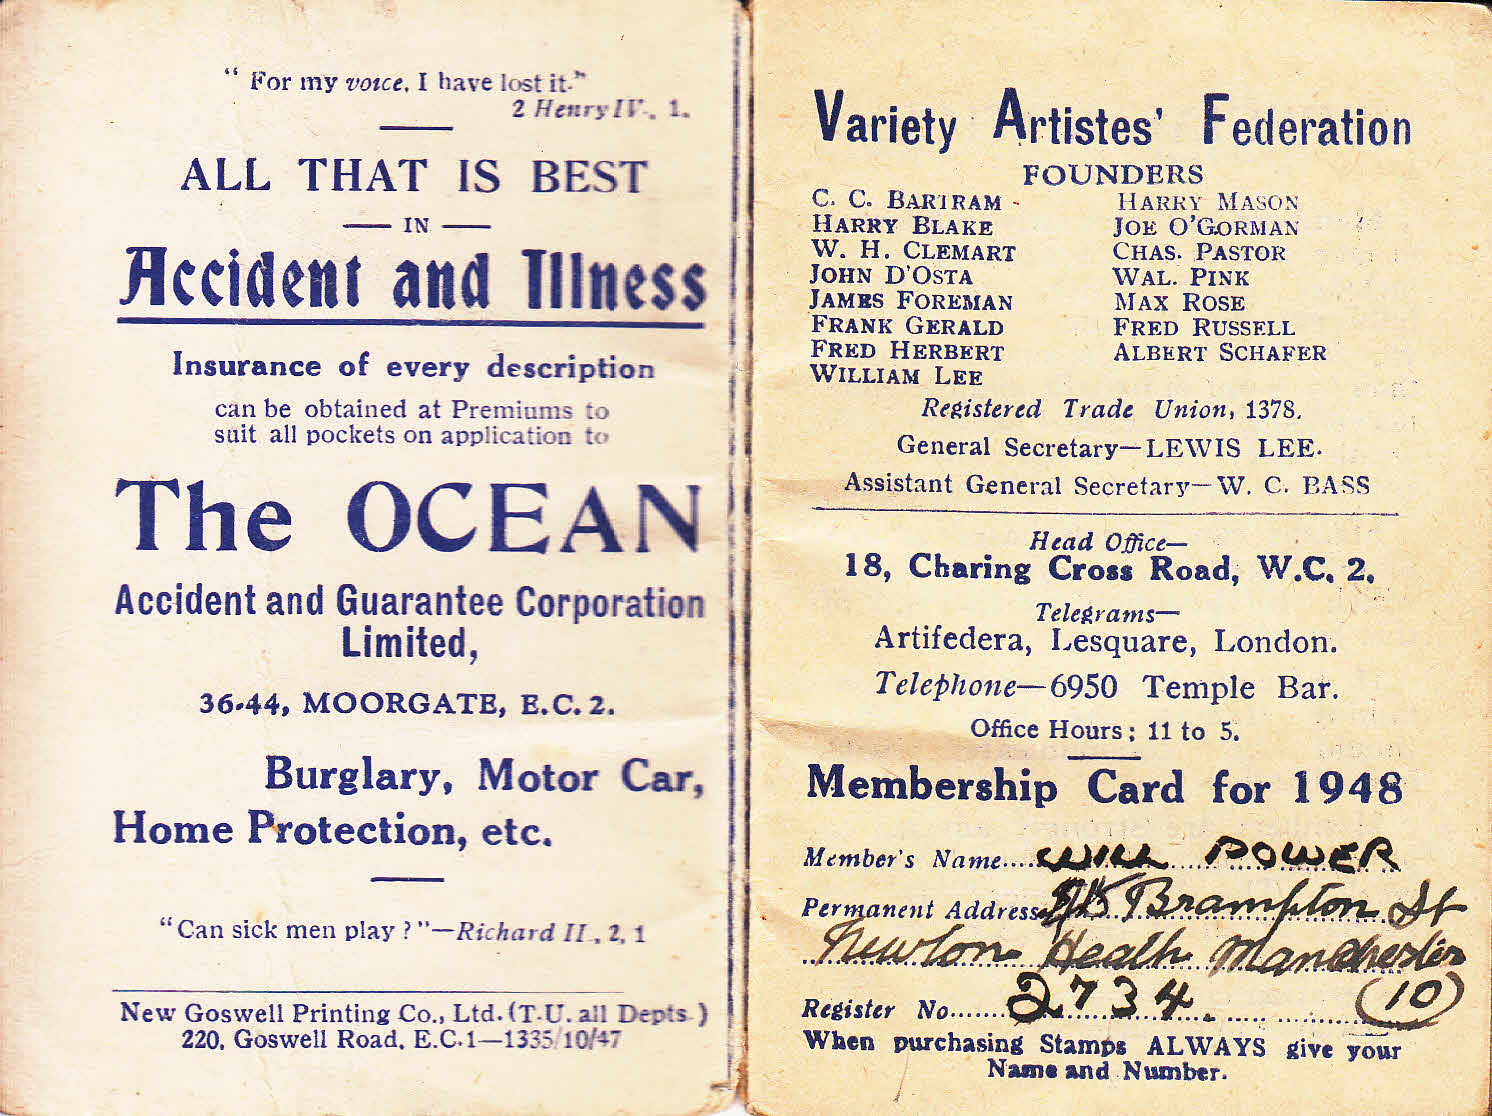 “ For my voice, I have lost it.”
2 Henry IV., 1.
ALL THAT IS BEST
— IN —
Accident and Illness
Insurance of every description
can be obtained at Premiums to
suit all pockets on application to
The OCEAN
Accident and Guarantee Corporation
Limited,
36-44, MOORGATE, E.C. 2.
Burglary, Motor Car,
Home Protection, etc.
“Can sick men play ?”—Richard II., 2, 1
New Goswell Printing Co., Ltd. (T.U. all Depts.)
220, Goswell Road, E.C.1—1335/10/47
Variety Artistes’ Federation
FOUNDERS
C. C. BARTRAM
HARRY BLAKE
W. H. CLEMART
JOHN D’OSTA
JAMES FOREMAN
FRANK GERALD
FRED HERBERT
WILLIAM LEE
HARRY MASON
JOE O’GORMAN
CHAS. PASTOR
WAL. PINK
MAX ROSE
FRED RUSSELL
ALBERT SCHAFER
Registered Trade Union, 1378.
General Secretary—LEWIS LEE.
Assistant General Secretary—W. C. BASS
Head Office—
18, Charing Cross Road, W.C. 2.
Telegrams—
Artifedera, Lesquare, London.
Telephone—6950 Temple Bar.
Office Hours; 11 to 5.
Membership Card for 1948
Member’s Name....WILL POWER
Permanent Address Brampton St
Newton Heath Manchester
Register No.......2734. (10)
When purchasing Stamps ALWAYS give your
Name and Number.